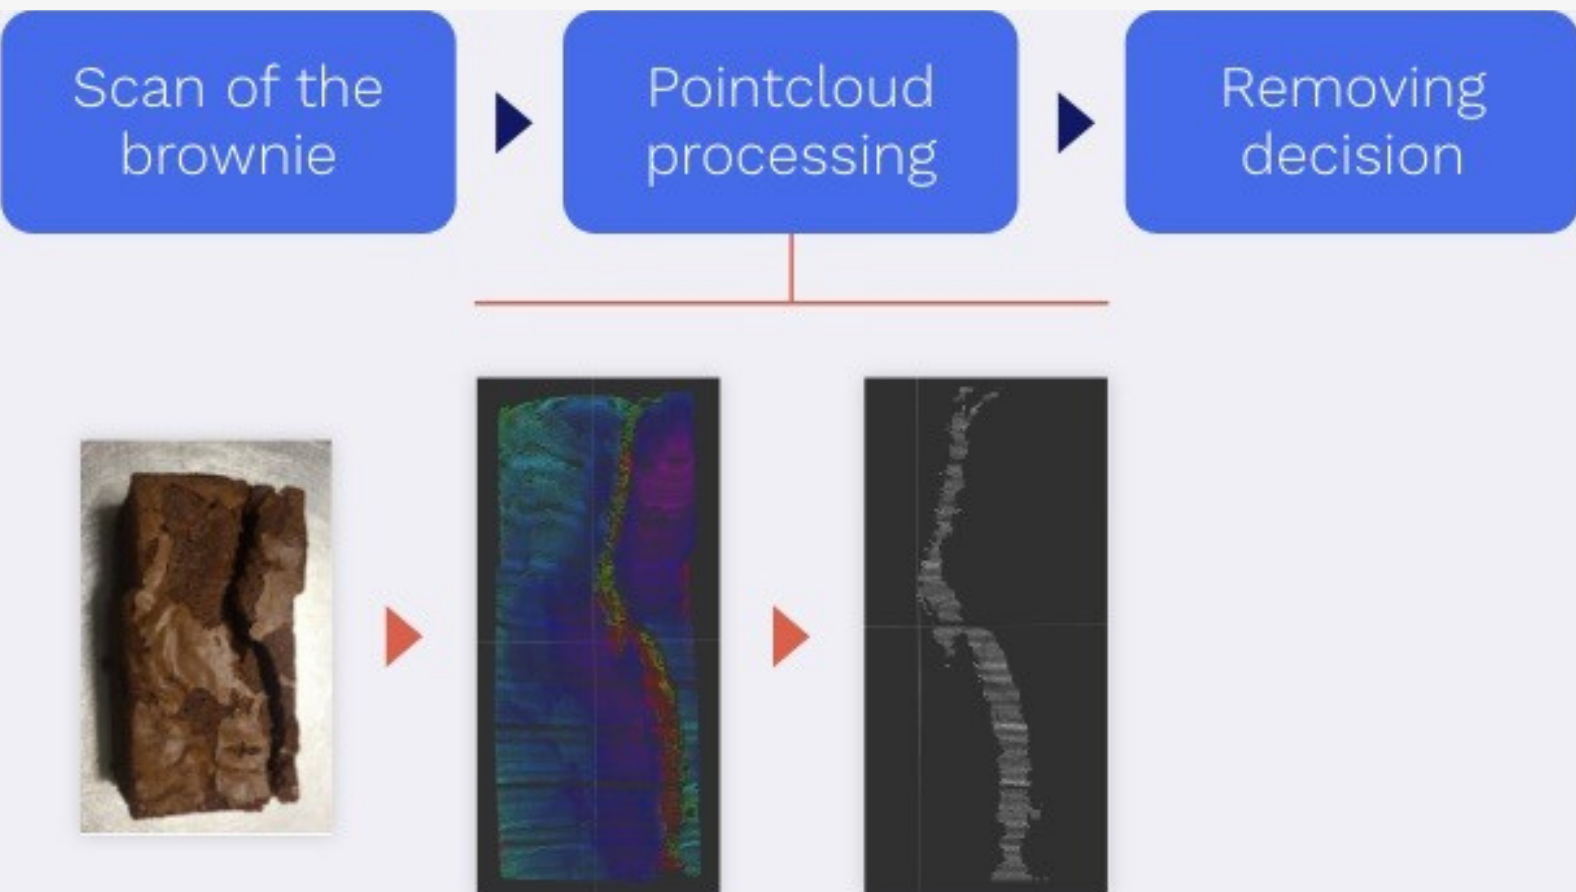 Scan of the
brownie
Pointcloud
processing
Removing
decision